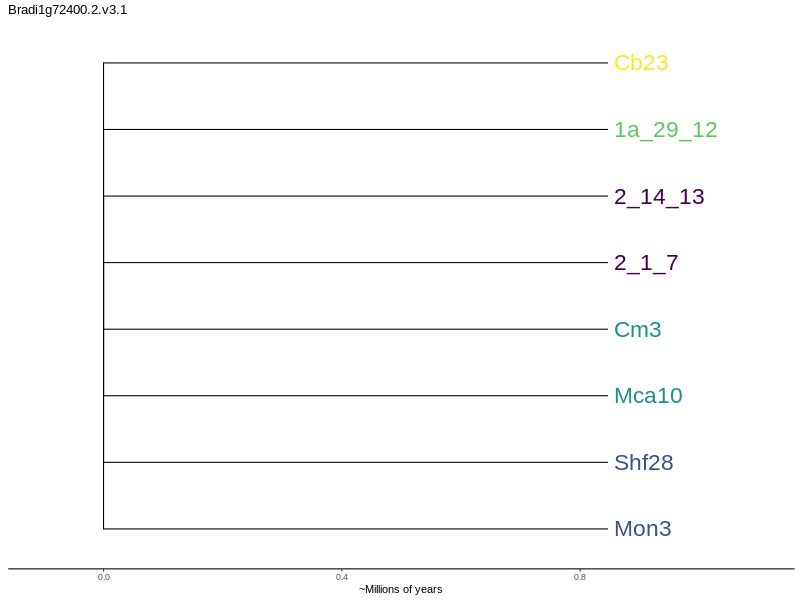 Bradi1g72400.2.v3.1
Cb23
1a_29_12
2_14_13
2_1_7
Cm3
Mca10
Shf28
Mon3
0.0 0.4 0.8
~Millions of years